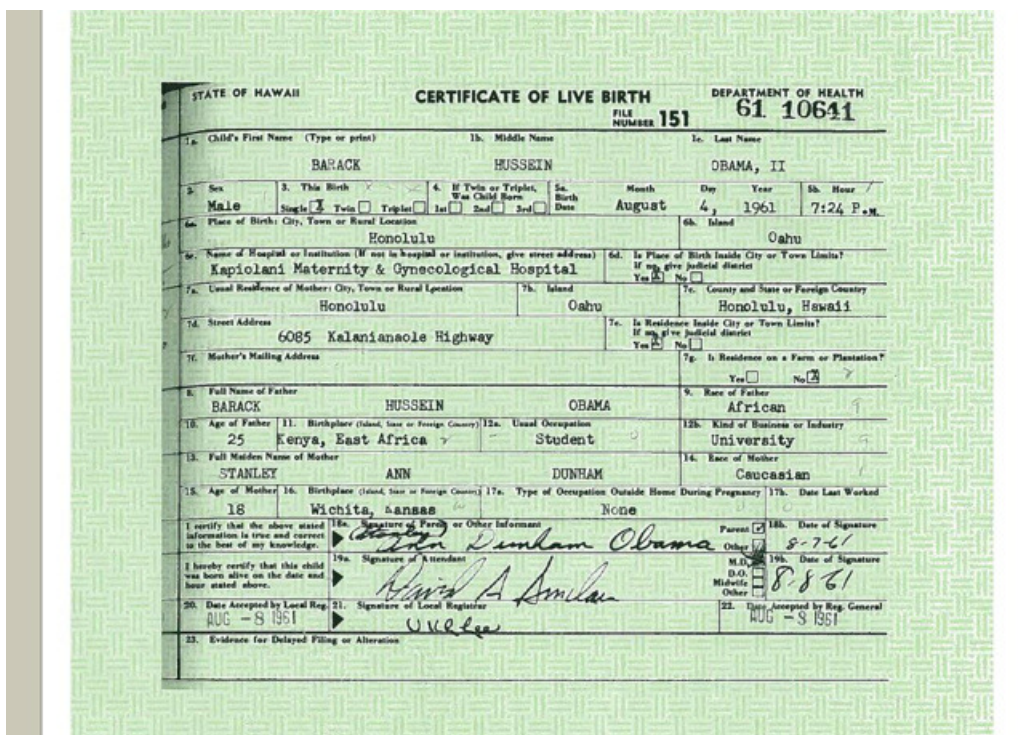 STATE OF HAWAII CERTIFICATE OF LIVE BIRTH DEPARTMENT OF HEALTH
FILE NUMBER 151 61 10641
1a. Child's First Name (Type or print) 1b. Middle Name 1c. Last Name
BARACK HUSSEIN OBAMA, II
2. Sex 3. This Birth 4. If Twin or Triplet, Was Child Born 5a. Birth Date Month Day Year 5b. Hour
Male Single X Twin Triplet 1st 2nd 3rd August 4, 1961 7:24 P.M.
6a. Place of Birth: City, Town or Rural Location 6b. Island
Honolulu Oahu
6c. Name of Hospital or Institution (If not in hospital or institution, give street address) 6d. Is Place of Birth Inside City or Town Limits? If no, give judicial district
Kapiolani Maternity & Gynecological Hospital Yes X No
7a. Usual Residence of Mother: City, Town or Rural Location 7b. Island 7c. County and State or Foreign Country
Honolulu Oahu Honolulu, Hawaii
7d. Street Address 7e. Is Residence Inside City or Town Limits? If no, give judicial district
6085 Kalanianaole Highway Yes X No
7f. Mother's Mailing Address 7g. Is Residence on a Farm or Plantation?
Yes No X
8. Full Name of Father 9. Race of Father
BARACK HUSSEIN OBAMA African
10. Age of Father 11. Birthplace (Island, State or Foreign Country) 12a. Usual Occupation 12b. Kind of Business or Industry
25 Kenya, East Africa Student University
13. Full Maiden Name of Mother 14. Race of Mother
STANLEY ANN DUNHAM Caucasian
15. Age of Mother 16. Birthplace (Island, State or Foreign Country) 17a. Type of Occupation Outside Home During Pregnancy 17b. Date Last Worked
18 Wichita, Kansas None
I certify that the above stated information is true and correct to the best of my knowledge. 18a. Signature of Parent or Other Informant Parent Other 18b. Date of Signature
(Stanley) Ann Dunham Obama 8-7-61
I hereby certify that this child was born alive on the date and hour stated above. 19a. Signature of Attendant M.D. D.O. Midwife Other 19b. Date of Signature
David A Sinclair 8-8-61
20. Date Accepted by Local Reg. 21. Signature of Local Registrar 22. Date Accepted by Reg. General
AUG -8 1961 AUG -8 1961
23. Evidence for Delayed Filing or Alteration